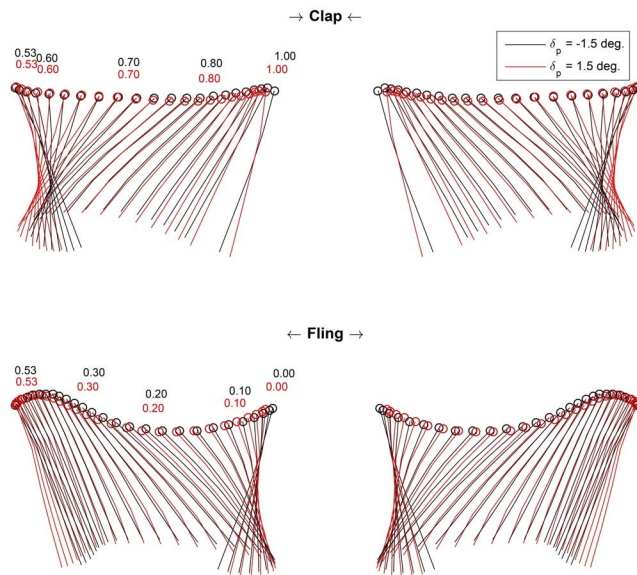 → Clap ←
δp = -1.5 deg.
δp = 1.5 deg.
0.53 0.60 0.70 0.80 1.00
0.53 0.60 0.70 0.80 1.00
← Fling →
0.53 0.30 0.20 0.10 0.00
0.53 0.30 0.20 0.10 0.00